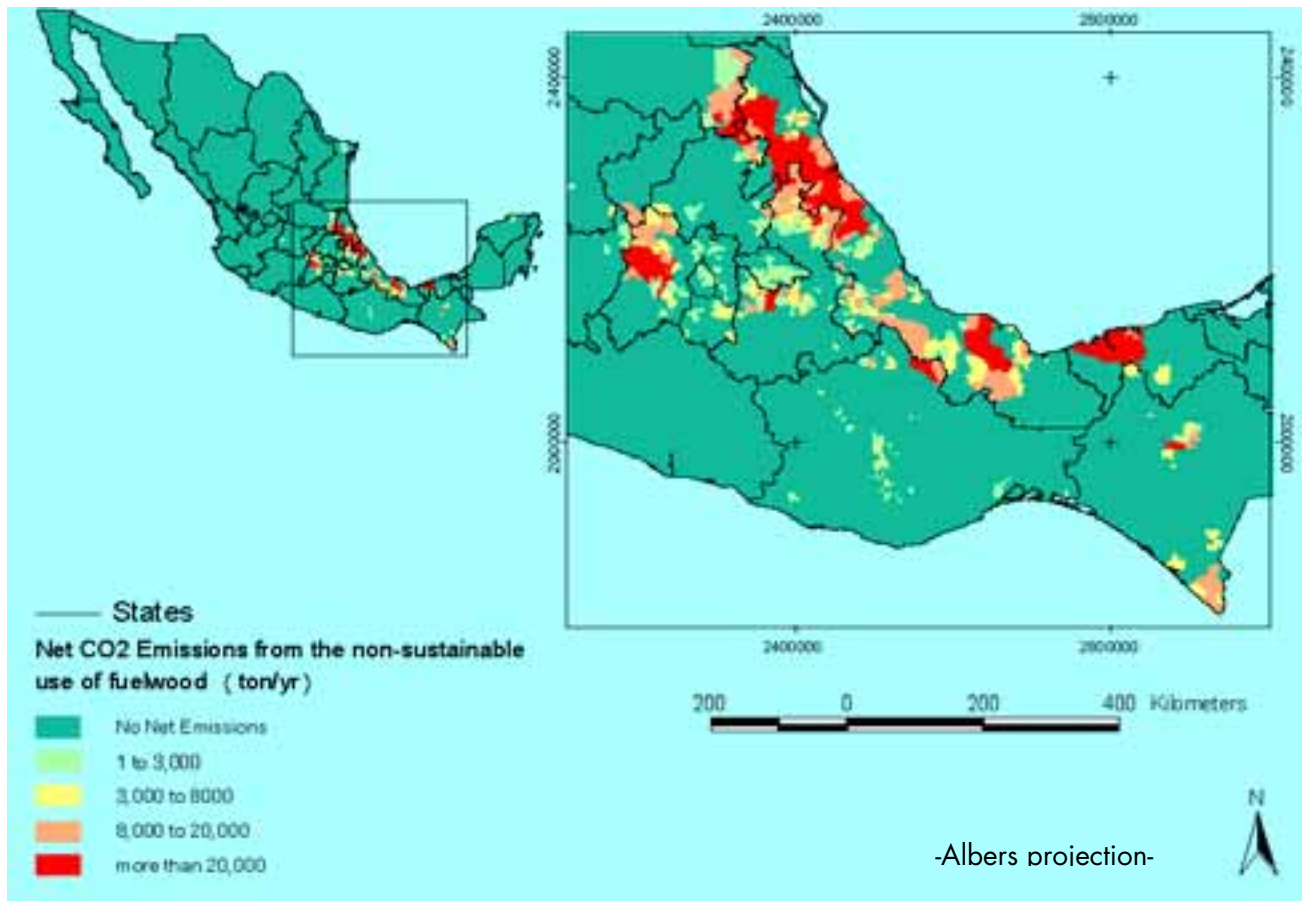 2400000 2800000
2400000 2400000
2000000 2000000
2400000 2800000
States
Net CO2 Emissions from the non-sustainable
use of fuelwood ( ton/yr )
No Net Emissions
1 to 3,000
3,000 to 8000
8,000 to 20,000
more than 20,000
200 0 200 400 Kilometers
N
-Albers projection-